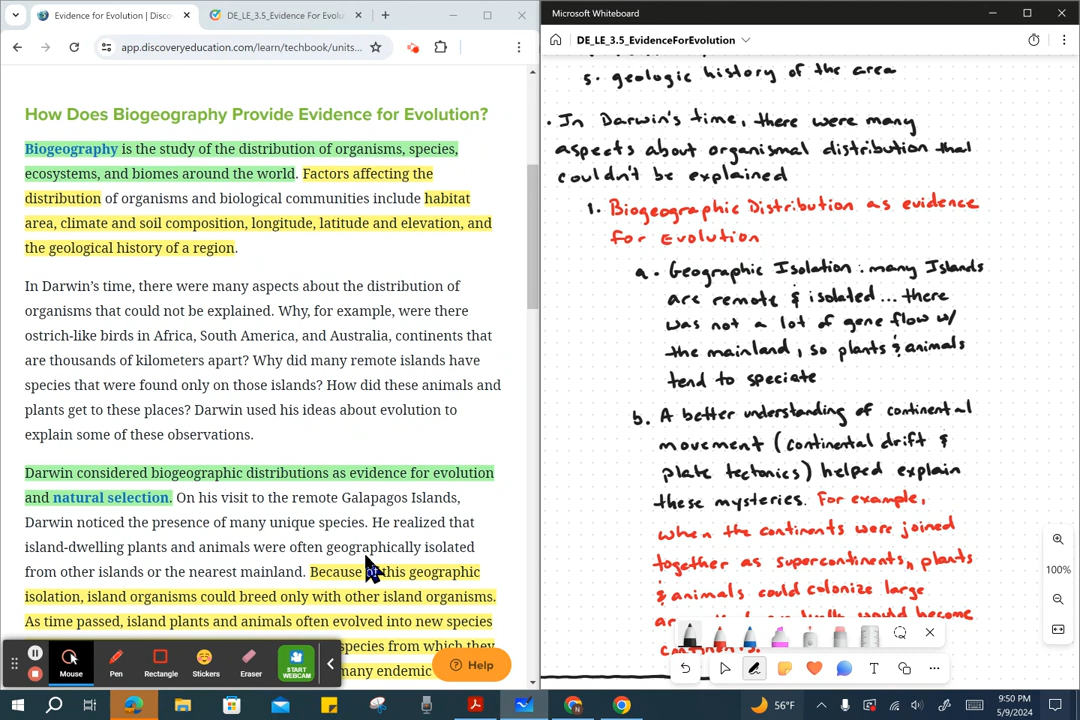 Evidence for Evolution | Disco
DE_LE_3.5_Evidence For Evolu
Microsoft Whiteboard
app.discoveryeducation.com/learn/techbook/units...
DE_LE_3.5_EvidenceForEvolution
How Does Biogeography Provide Evidence for Evolution?
Biogeography is the study of the distribution of organisms, species,
ecosystems, and biomes around the world. Factors affecting the
distribution of organisms and biological communities include habitat
area, climate and soil composition, longitude, latitude and elevation, and
the geological history of a region.
In Darwin's time, there were many aspects about the distribution of
organisms that could not be explained. Why, for example, were there
ostrich-like birds in Africa, South America, and Australia, continents that
are thousands of kilometers apart? Why did many remote islands have
species that were found only on those islands? How did these animals and
plants get to these places? Darwin used his ideas about evolution to
explain some of these observations.
Darwin considered biogeographic distributions as evidence for evolution
and natural selection. On his visit to the remote Galapagos Islands,
Darwin noticed the presence of many unique species. He realized that
island-dwelling plants and animals were often geographically isolated
from other islands or the nearest mainland. Because of this geographic
isolation, island organisms could breed only with other island organisms.
As time passed, island plants and animals often evolved into new species
species from which they
many endemic
Mouse
Pen
Rectangle
Stickers
Eraser
START
WEBCAM
Help
5. geologic history of the area
• In Darwin's time, there were many
aspects about organismal distribution that
couldn't be explained
1. Biogeographic Distribution as evidence
for Evolution
a. Geographic Isolation: many Islands
are remote & isolated... there
was not a lot of gene flow w/
the mainland, so plants & animals
tend to speciate
b. A better understanding of continental
movement (continental drift &
plate tectonics) helped explain
these mysteries. For example,
when the continents were joined
together as supercontinents, plants
& animals could colonize large
would become
100%
56°F
9:50 PM
5/9/2024